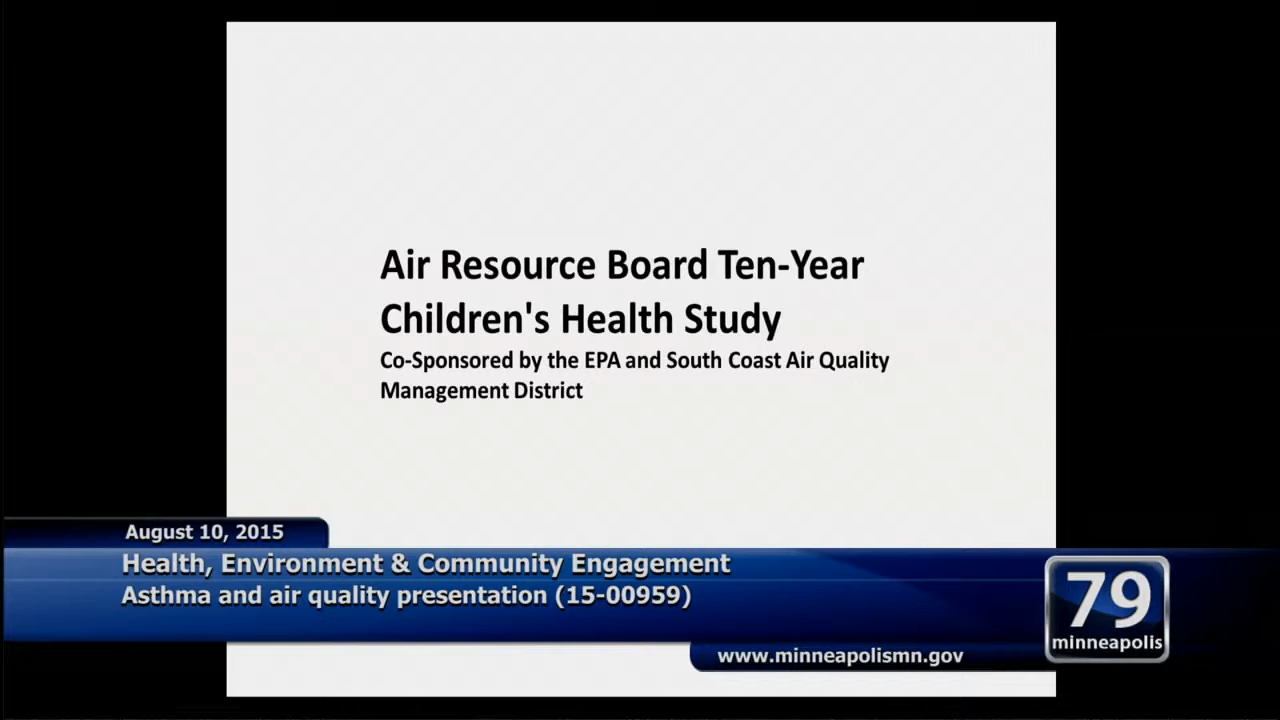 Air Resource Board Ten-Year
Children's Health Study
Co-Sponsored by the EPA and South Coast Air Quality
Management District
August 10, 2015
Health, Environment & Community Engagement
Asthma and air quality presentation (15-00959)
79
minneapolis
www.minneapolismn.gov